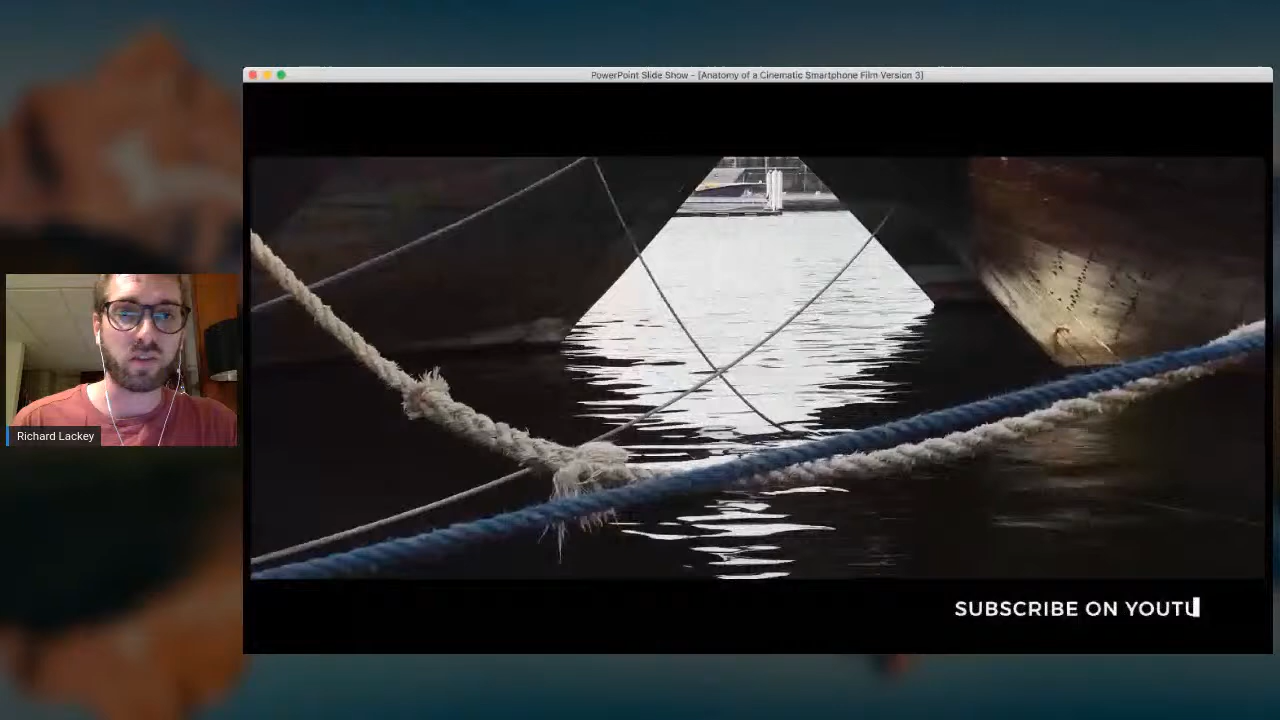 PowerPoint Slide Show - [Anatomy of a Cinematic Smartphone Film Version 3]
Richard Lackey
SUBSCRIBE ON YOUTU